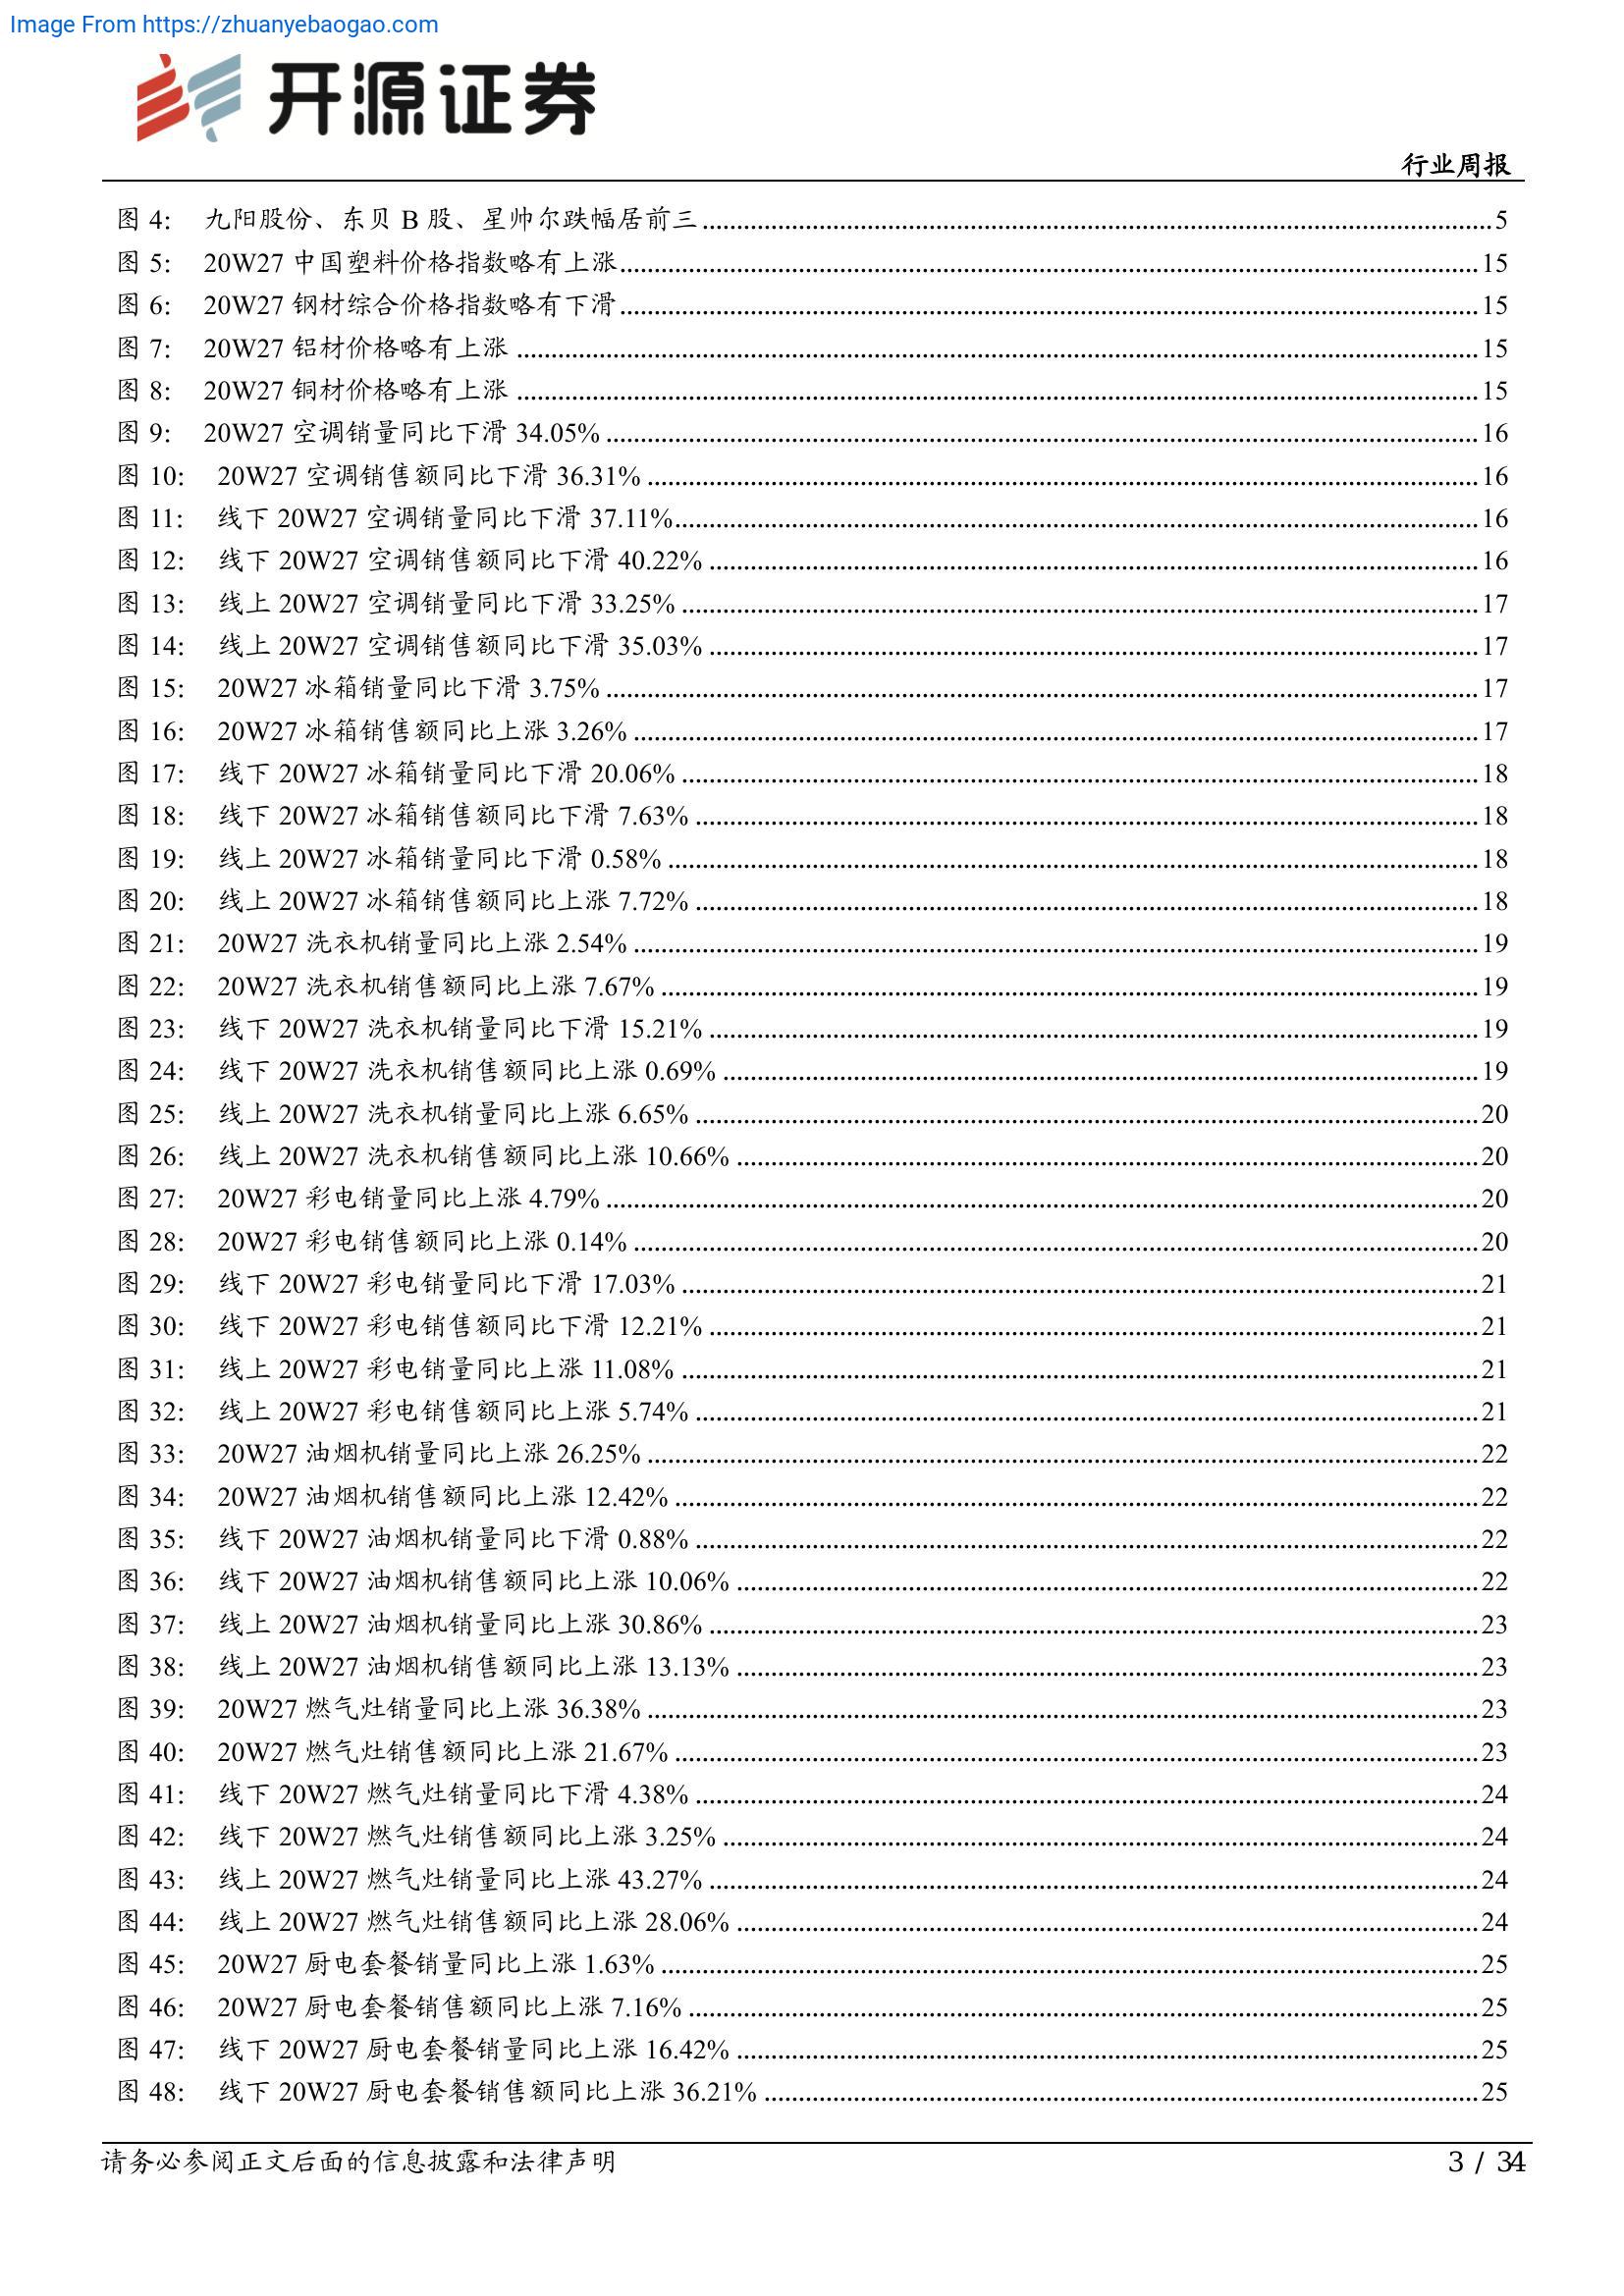 Image From https://zhuanyebaogao.com
开源证券
行业周报
图 4: 九阳股份、东贝 B 股、星帅尔跌幅居前三 ........ 5
图 5: 20W27 中国塑料价格指数略有上涨 ........ 15
图 6: 20W27 钢材综合价格指数略有下滑 ........ 15
图 7: 20W27 铝材价格略有上涨 ........ 15
图 8: 20W27 铜材价格略有上涨 ........ 15
图 9: 20W27 空调销量同比下滑 34.05% ........ 16
图 10: 20W27 空调销售额同比下滑 36.31% ........ 16
图 11: 线下 20W27 空调销量同比下滑 37.11% ........ 16
图 12: 线下 20W27 空调销售额同比下滑 40.22% ........ 16
图 13: 线上 20W27 空调销量同比下滑 33.25% ........ 17
图 14: 线上 20W27 空调销售额同比下滑 35.03% ........ 17
图 15: 20W27 冰箱销量同比下滑 3.75% ........ 17
图 16: 20W27 冰箱销售额同比上涨 3.26% ........ 17
图 17: 线下 20W27 冰箱销量同比下滑 20.06% ........ 18
图 18: 线下 20W27 冰箱销售额同比下滑 7.63% ........ 18
图 19: 线上 20W27 冰箱销量同比下滑 0.58% ........ 18
图 20: 线上 20W27 冰箱销售额同比上涨 7.72% ........ 18
图 21: 20W27 洗衣机销量同比上涨 2.54% ........ 19
图 22: 20W27 洗衣机销售额同比上涨 7.67% ........ 19
图 23: 线下 20W27 洗衣机销量同比下滑 15.21% ........ 19
图 24: 线下 20W27 洗衣机销售额同比上涨 0.69% ........ 19
图 25: 线上 20W27 洗衣机销量同比上涨 6.65% ........ 20
图 26: 线上 20W27 洗衣机销售额同比上涨 10.66% ........ 20
图 27: 20W27 彩电销量同比上涨 4.79% ........ 20
图 28: 20W27 彩电销售额同比上涨 0.14% ........ 20
图 29: 线下 20W27 彩电销量同比下滑 17.03% ........ 21
图 30: 线下 20W27 彩电销售额同比下滑 12.21% ........ 21
图 31: 线上 20W27 彩电销量同比上涨 11.08% ........ 21
图 32: 线上 20W27 彩电销售额同比上涨 5.74% ........ 21
图 33: 20W27 油烟机销量同比上涨 26.25% ........ 22
图 34: 20W27 油烟机销售额同比上涨 12.42% ........ 22
图 35: 线下 20W27 油烟机销量同比下滑 0.88% ........ 22
图 36: 线下 20W27 油烟机销售额同比上涨 10.06% ........ 22
图 37: 线上 20W27 油烟机销量同比上涨 30.86% ........ 23
图 38: 线上 20W27 油烟机销售额同比上涨 13.13% ........ 23
图 39: 20W27 燃气灶销量同比上涨 36.38% ........ 23
图 40: 20W27 燃气灶销售额同比上涨 21.67% ........ 23
图 41: 线下 20W27 燃气灶销量同比下滑 4.38% ........ 24
图 42: 线下 20W27 燃气灶销售额同比上涨 3.25% ........ 24
图 43: 线上 20W27 燃气灶销量同比上涨 43.27% ........ 24
图 44: 线上 20W27 燃气灶销售额同比上涨 28.06% ........ 24
图 45: 20W27 厨电套餐销量同比上涨 1.63% ........ 25
图 46: 20W27 厨电套餐销售额同比上涨 7.16% ........ 25
图 47: 线下 20W27 厨电套餐销量同比上涨 16.42% ........ 25
图 48: 线下 20W27 厨电套餐销售额同比上涨 36.21% ........ 25
请务必参阅正文后面的信息披露和法律声明 3 / 34